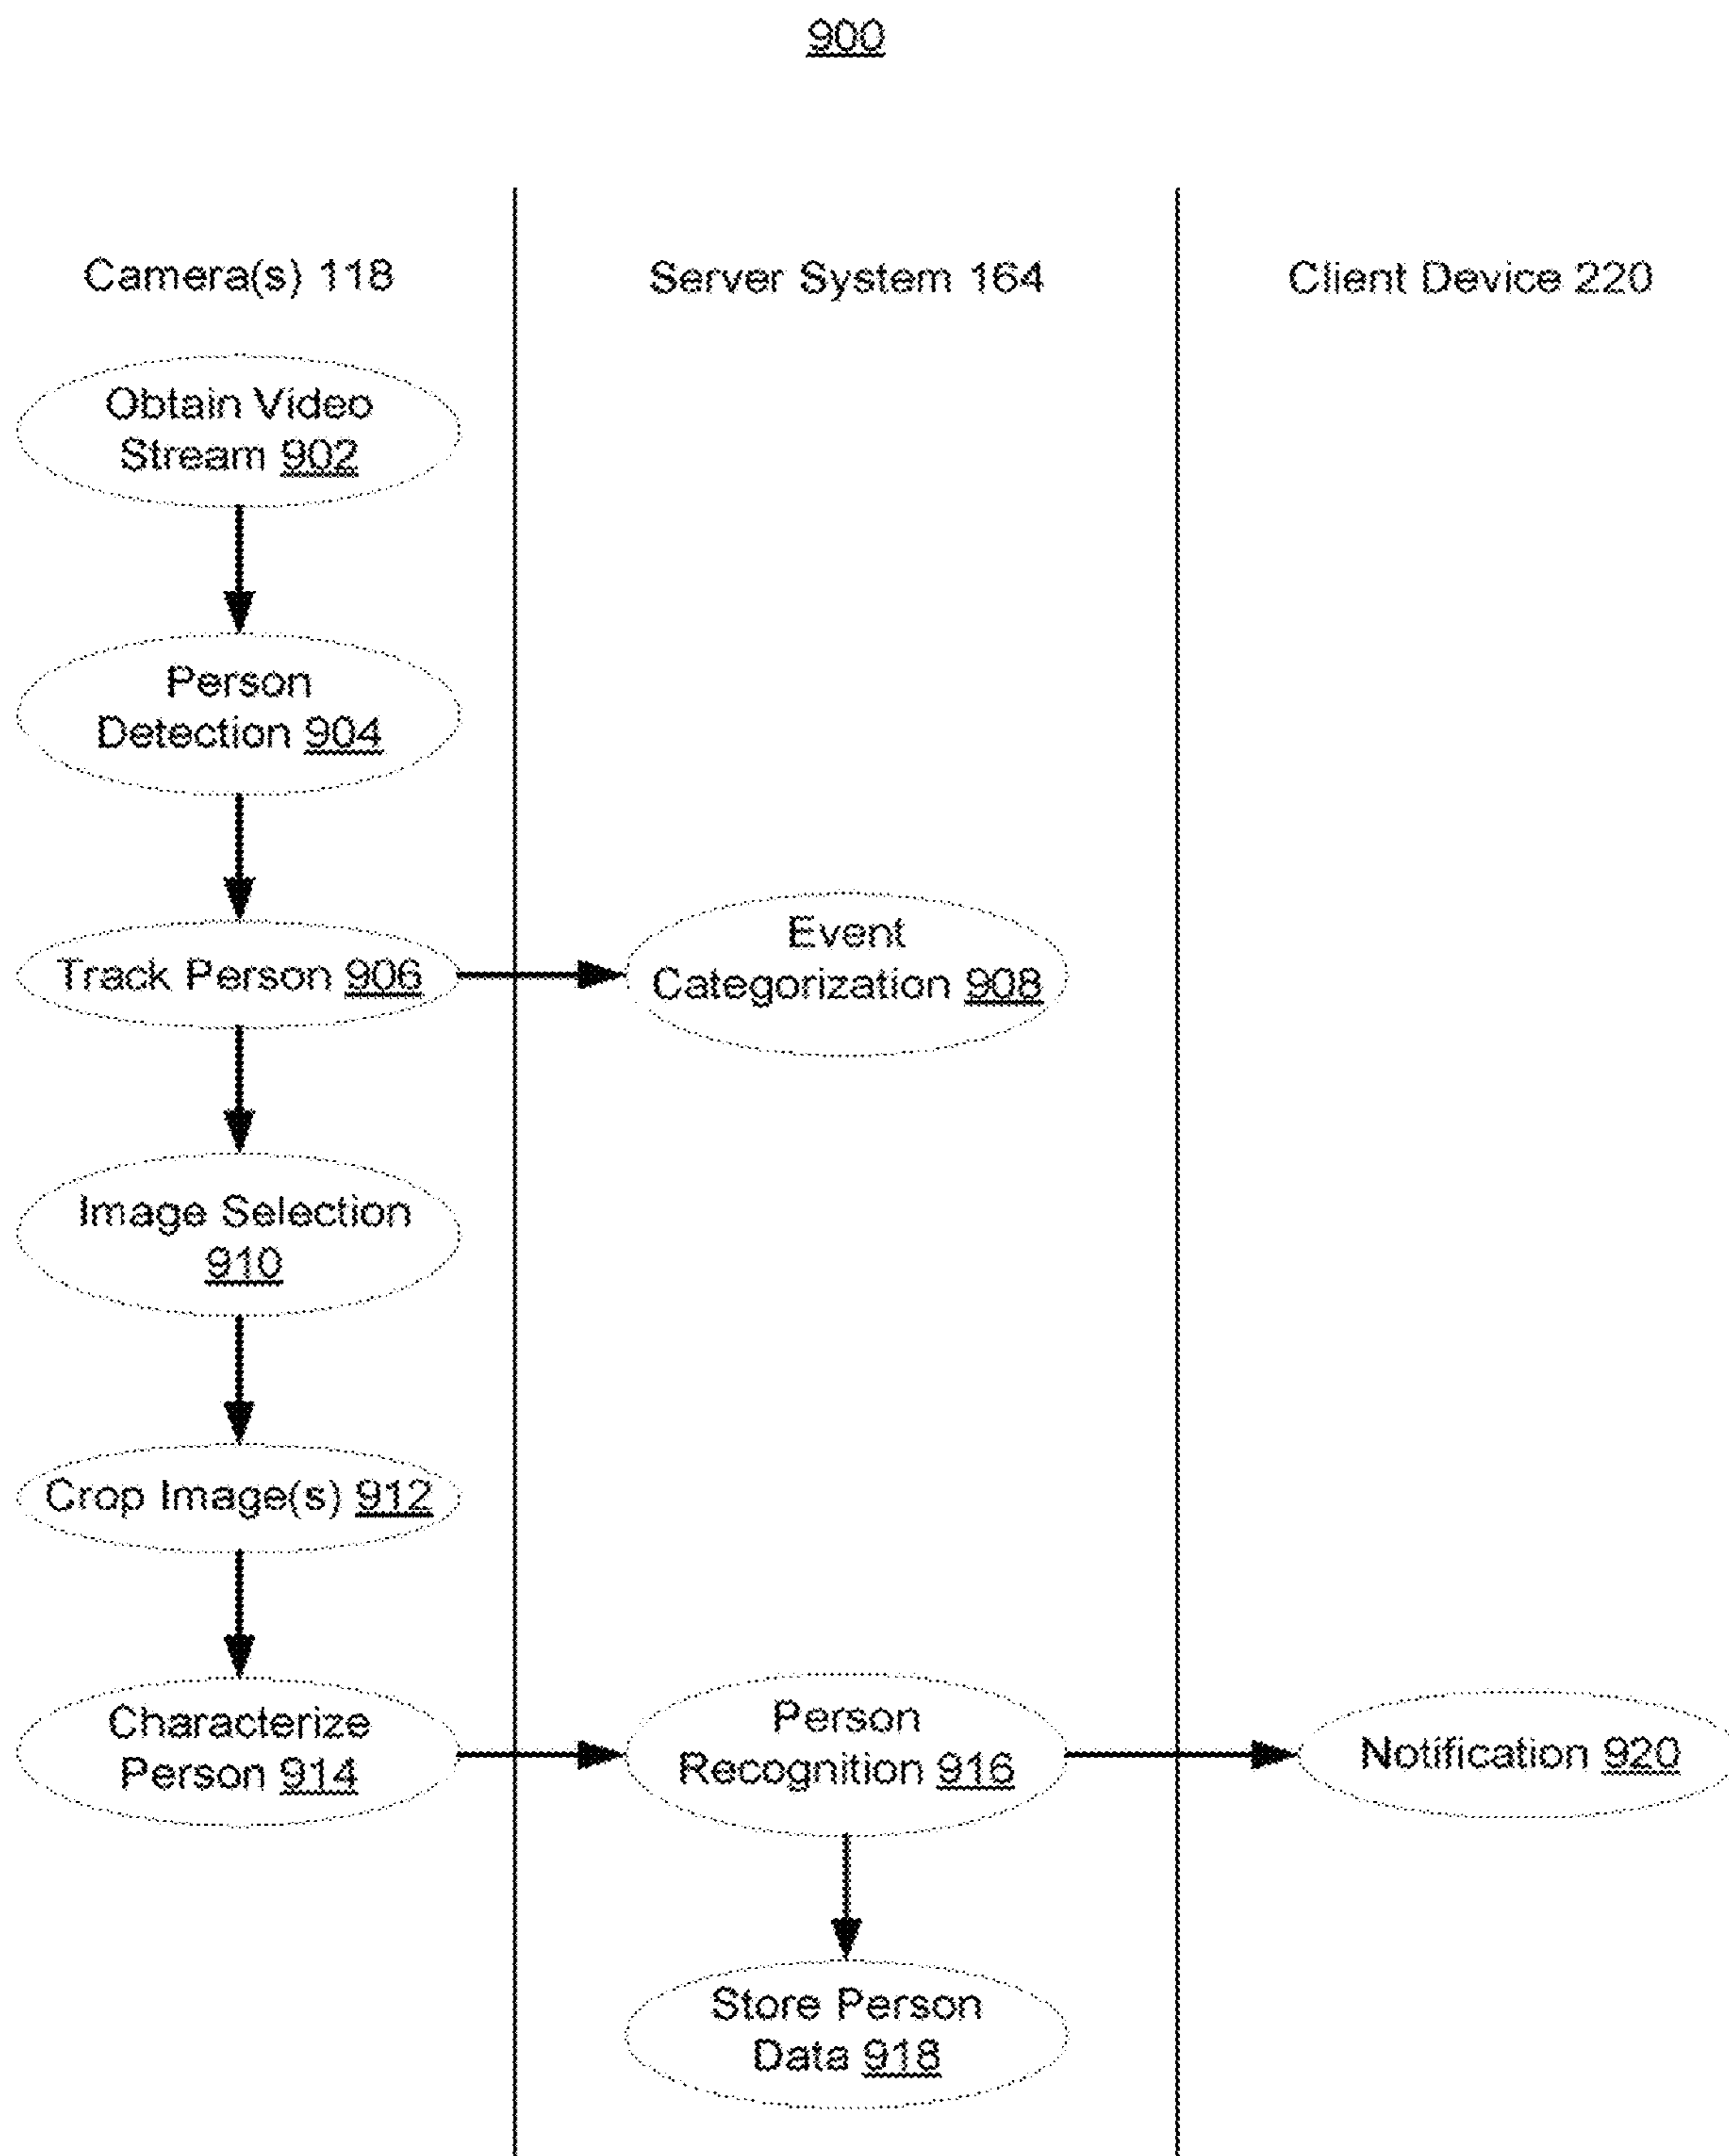 900
Camera(s) 118
Server System 164
Client Device 220
Obtain Video
Stream 902
Person
Detection 904
Track Person 906
Event
Categorization 908
Image Selection
910
Crop Image(s) 912
Characterize
Person 914
Person
Recognition 916
Notification 920
Store Person
Data 918